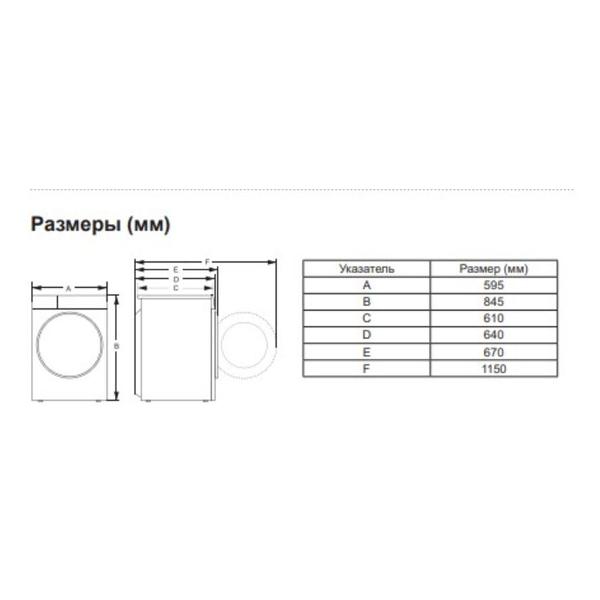 Размеры (мм)
F
E
D
C
A
B
Указатель Размер (мм)
A 595
B 845
C 610
D 640
E 670
F 1150